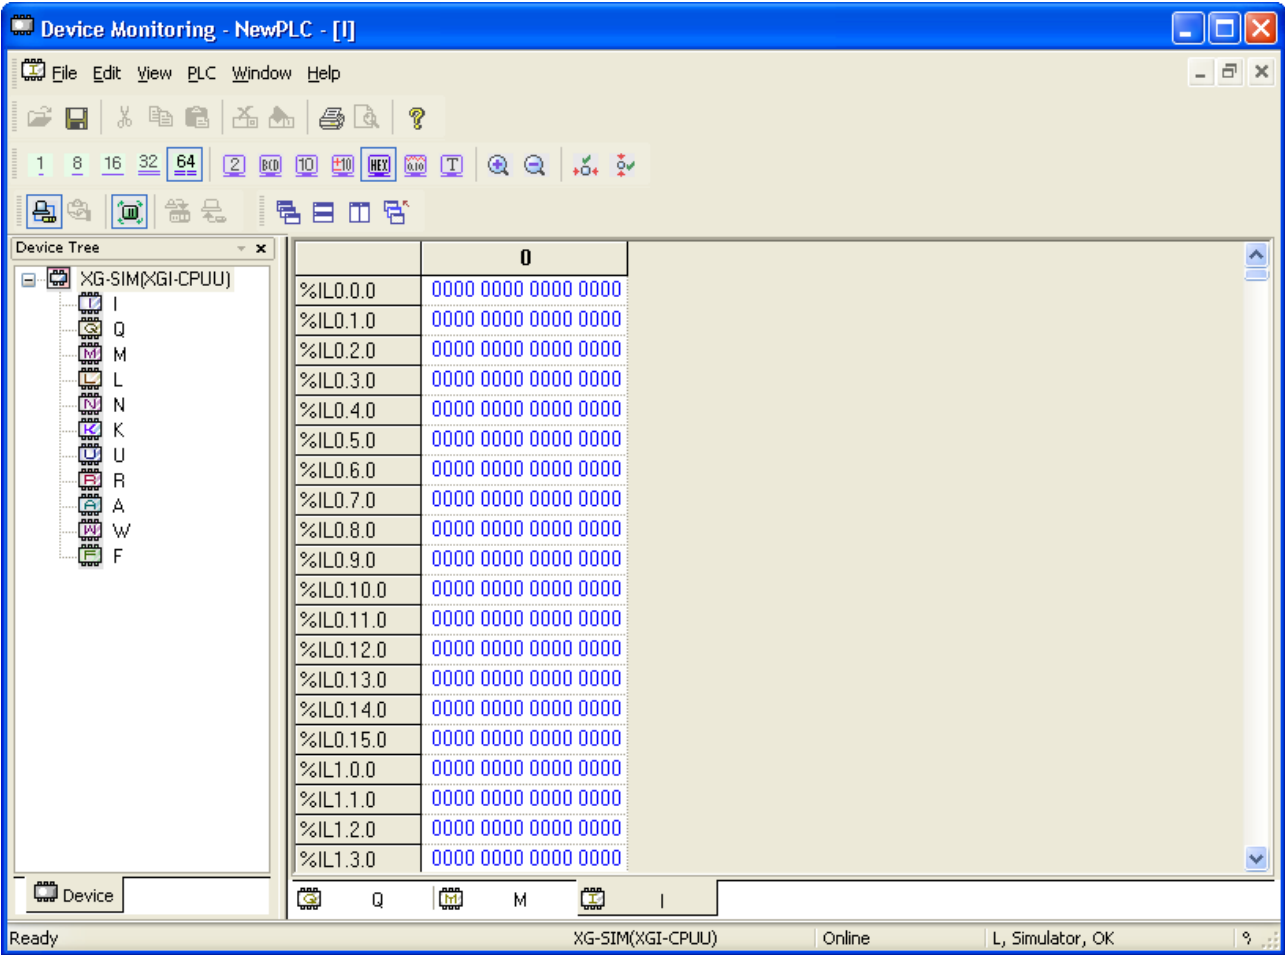 Device Monitoring - NewPLC - [I]
File Edit View PLC Window Help
1 8 16 32 64 2 BCD 10 ±10 HEX 0.10 T
Device Tree
XG-SIM(XGI-CPUU)
I
Q
M
L
N
K
U
R
A
W
F
Device
0
%IL0.0.0 0000 0000 0000 0000
%IL0.1.0 0000 0000 0000 0000
%IL0.2.0 0000 0000 0000 0000
%IL0.3.0 0000 0000 0000 0000
%IL0.4.0 0000 0000 0000 0000
%IL0.5.0 0000 0000 0000 0000
%IL0.6.0 0000 0000 0000 0000
%IL0.7.0 0000 0000 0000 0000
%IL0.8.0 0000 0000 0000 0000
%IL0.9.0 0000 0000 0000 0000
%IL0.10.0 0000 0000 0000 0000
%IL0.11.0 0000 0000 0000 0000
%IL0.12.0 0000 0000 0000 0000
%IL0.13.0 0000 0000 0000 0000
%IL0.14.0 0000 0000 0000 0000
%IL0.15.0 0000 0000 0000 0000
%IL1.0.0 0000 0000 0000 0000
%IL1.1.0 0000 0000 0000 0000
%IL1.2.0 0000 0000 0000 0000
%IL1.3.0 0000 0000 0000 0000
Q M I
Ready XG-SIM(XGI-CPUU) Online L, Simulator, OK